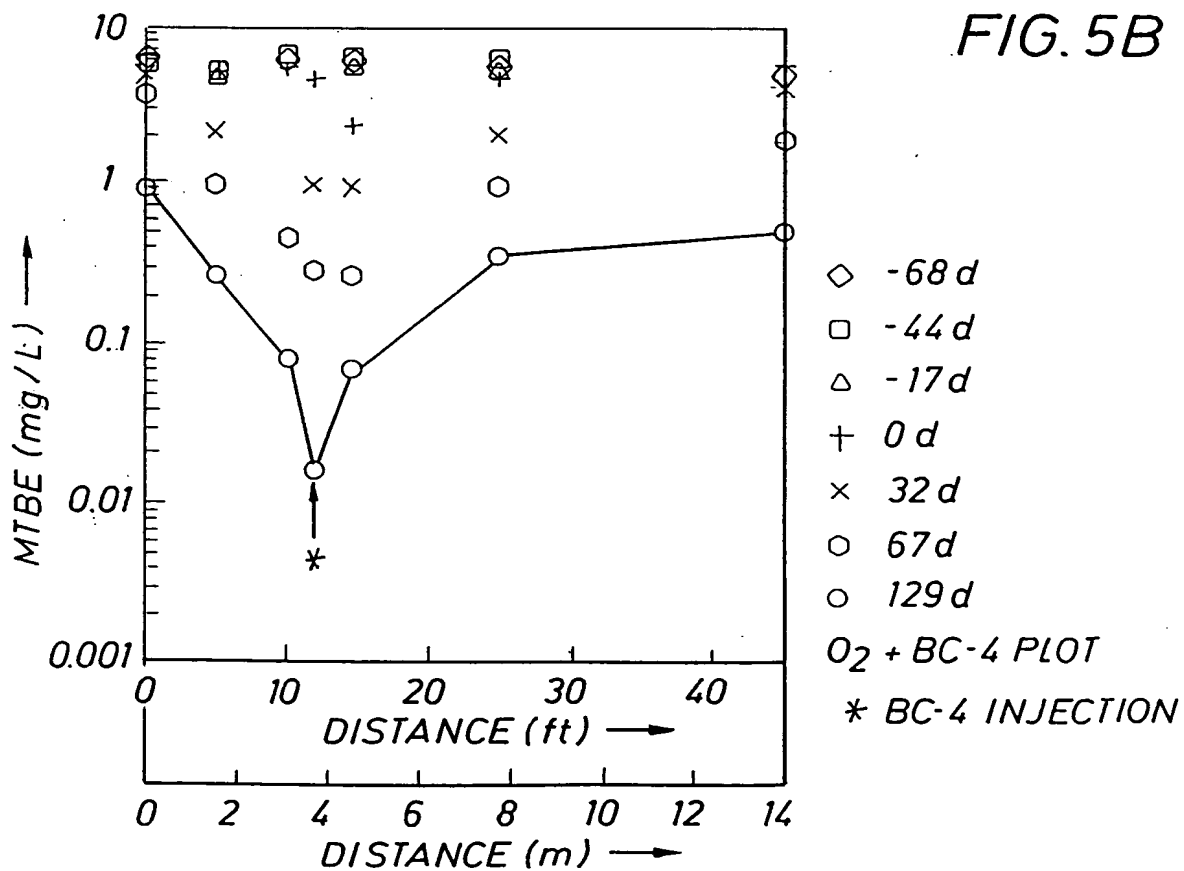 FIG. 5B
MTBE (mg/L)
10
1
0.1
0.01
0.001
0 10 20 30 40
DISTANCE (ft)
0 2 4 6 8 10 12 14
DISTANCE (m)
-68 d
-44 d
-17 d
0 d
32 d
67 d
129 d
O2 + BC-4 PLOT
* BC-4 INJECTION
*